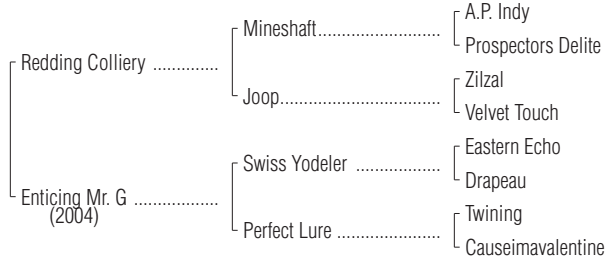 A.P. Indy
Mineshaft..............................
Prospectors Delite
Redding Colliery ..............
Zilzal
Joop.......................................
Velvet Touch
Eastern Echo
Swiss Yodeler ....................
Drapeau
Enticing Mr. G ..................
(2004)
Twining
Perfect Lure ........................
Causeimavalentine